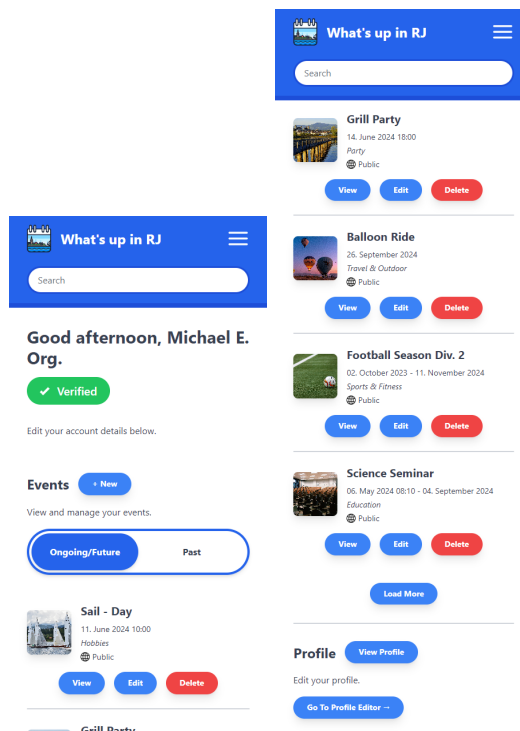 What's up in RJ
Search
Good afternoon, Michael E.
Org.
✔ Verified
Edit your account details below.
Events
+ New
View and manage your events.
Ongoing/Future
Past
Sail - Day
11. June 2024 10:00
Hobbies
Public
View
Edit
Delete
Grill Party
What's up in RJ
Search
Grill Party
14. June 2024 18:00
Party
Public
View
Edit
Delete
Balloon Ride
26. September 2024
Travel & Outdoor
Public
View
Edit
Delete
Football Season Div. 2
02. October 2023 - 11. November 2024
Sports & Fitness
Public
View
Edit
Delete
Science Seminar
06. May 2024 08:10 - 04. September 2024
Education
Public
View
Edit
Delete
Load More
Profile
View Profile
Edit your profile.
Go To Profile Editor →